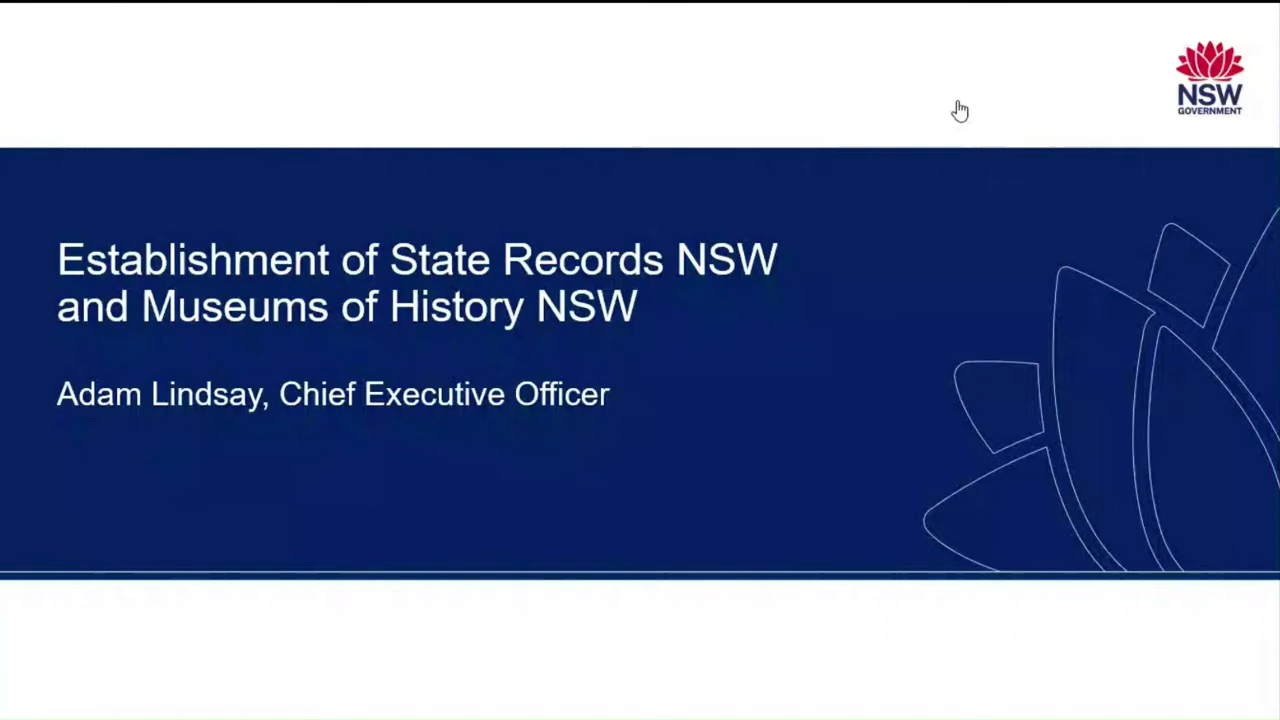 NSW
GOVERNMENT
Establishment of State Records NSW
and Museums of History NSW
Adam Lindsay, Chief Executive Officer